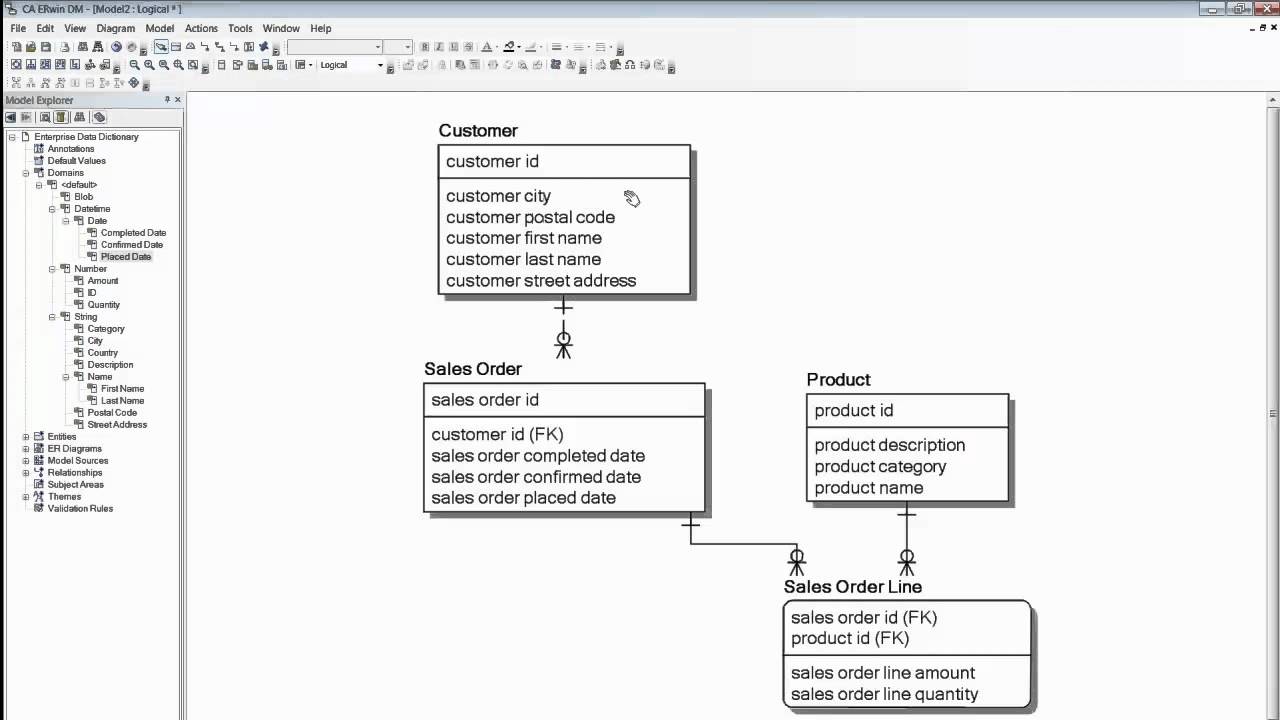 CA ERwin DM - [Model2 : Logical * ]
File Edit View Diagram Model Actions Tools Window Help
Logical
Model Explorer
Enterprise Data Dictionary
Annotations
Default Values
Domains
<default>
Blob
Datetime
Date
Completed Date
Confirmed Date
Placed Date
Number
Amount
ID
Quantity
String
Category
City
Country
Description
Name
First Name
Last Name
Postal Code
Street Address
Entities
ER Diagrams
Model Sources
Relationships
Subject Areas
Themes
Validation Rules
Customer
customer id
customer city
customer postal code
customer first name
customer last name
customer street address
Sales Order
sales order id
customer id (FK)
sales order completed date
sales order confirmed date
sales order placed date
Product
product id
product description
product category
product name
Sales Order Line
sales order id (FK)
product id (FK)
sales order line amount
sales order line quantity